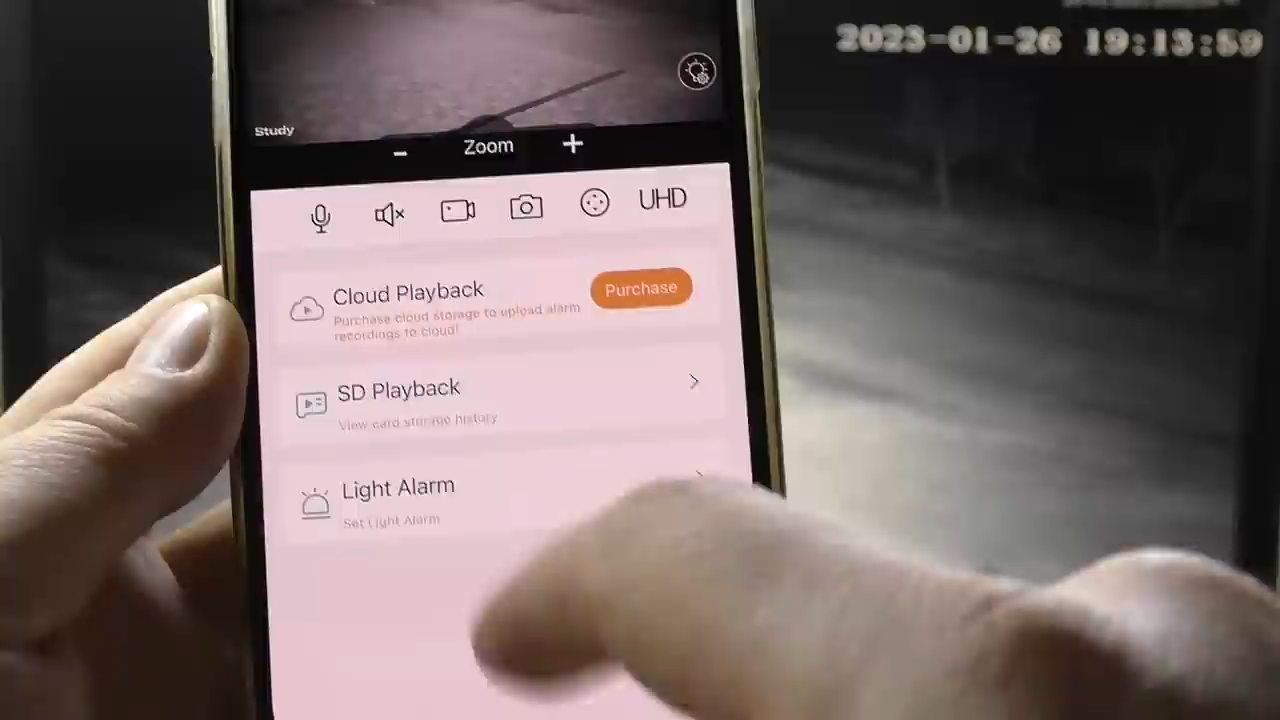 2023-01-26 19:13:59
Study
- Zoom +
UHD
Cloud Playback
Purchase
Purchase cloud storage to upload alarm
recordings to cloud!
SD Playback
View card storage history
Light Alarm
Set Light Alarm